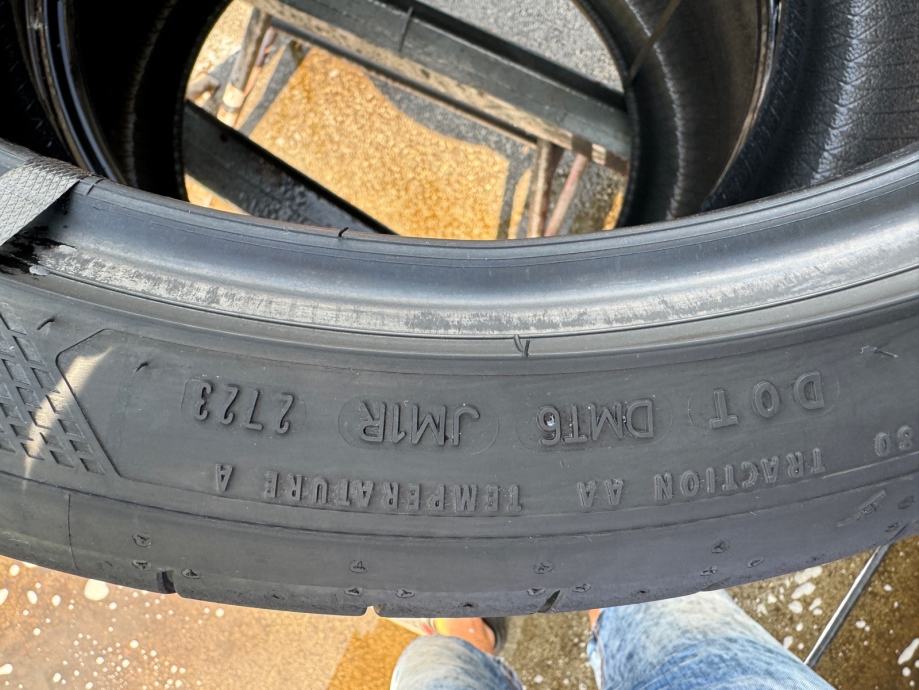 DOT DMT6 JM1R 2723
TRACTION AA TEMPERATURE A